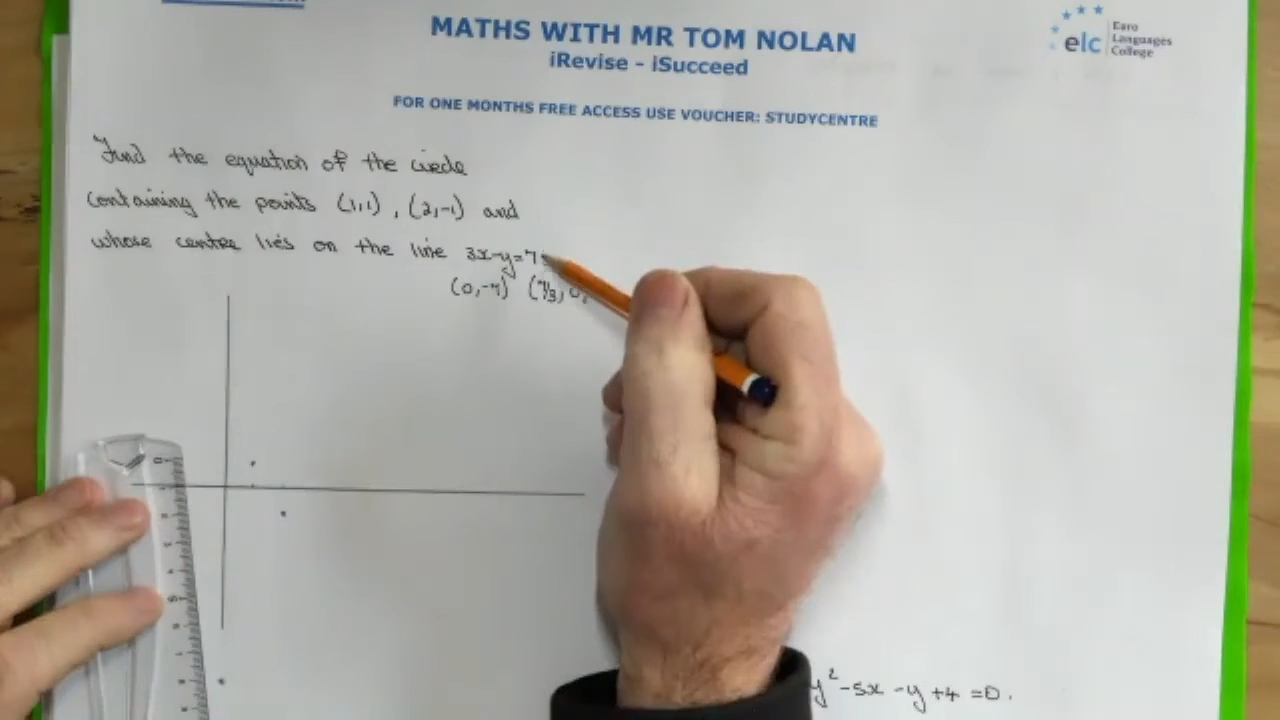 MATHS WITH MR TOM NOLAN
iRevise - iSucceed
elc Euro Languages College
FOR ONE MONTHS FREE ACCESS USE VOUCHER: STUDYCENTRE
Find the equation of the circle
containing the points (1,1), (2,-1) and
whose centre lies on the line 3x-y=7
(0,-7) (7/3, 0
y²-5x-y+4=0.